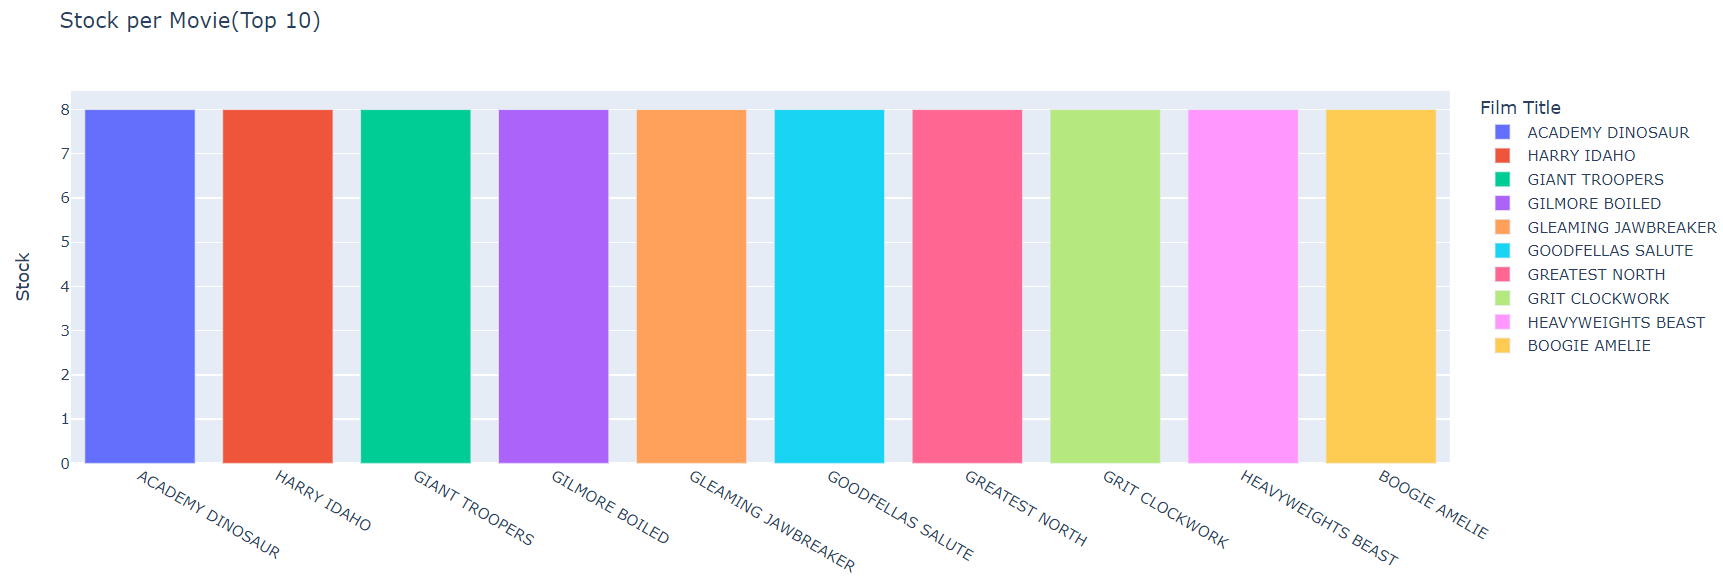 Stock per Movie(Top 10)
Stock
8
7
6
5
4
3
2
1
0
ACADEMY DINOSAUR
HARRY IDAHO
GIANT TROOPERS
GILMORE BOILED
GLEAMING JAWBREAKER
GOODFELLAS SALUTE
GREATEST NORTH
GRIT CLOCKWORK
HEAVYWEIGHTS BEAST
BOOGIE AMELIE
Film Title
ACADEMY DINOSAUR
HARRY IDAHO
GIANT TROOPERS
GILMORE BOILED
GLEAMING JAWBREAKER
GOODFELLAS SALUTE
GREATEST NORTH
GRIT CLOCKWORK
HEAVYWEIGHTS BEAST
BOOGIE AMELIE